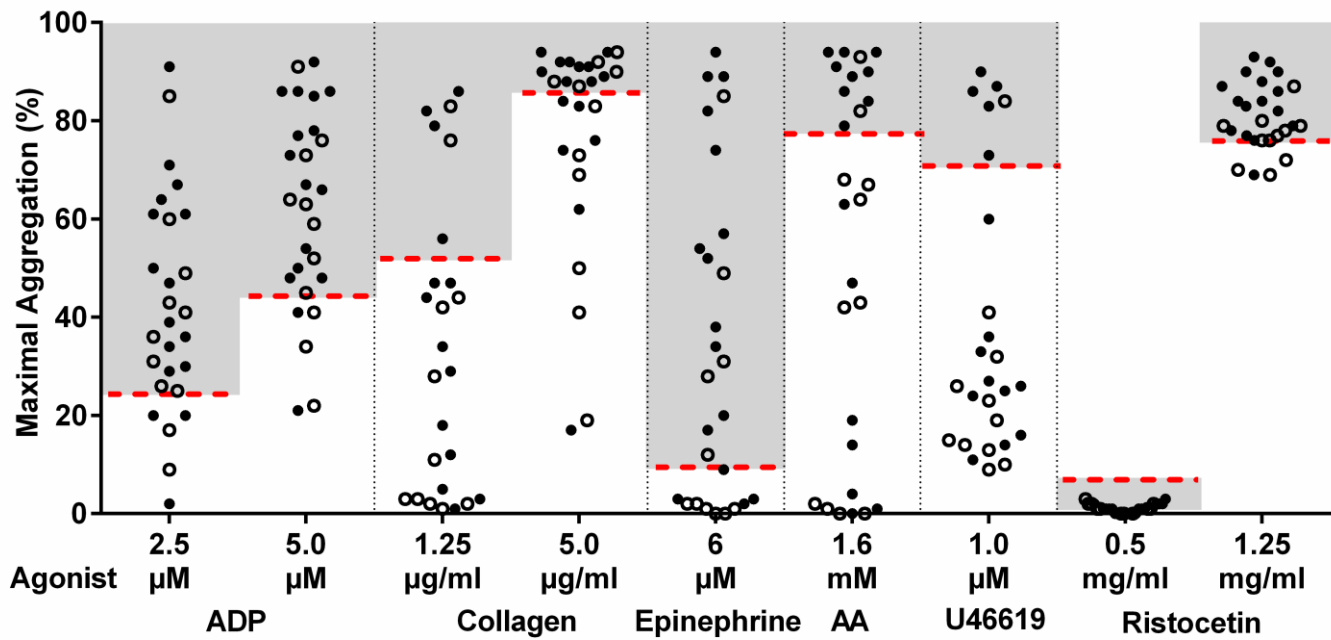 Maximal Aggregation (%)
100
80
60
40
20
0
2.5 5.0 1.25 5.0 6 1.6 1.0 0.5 1.25
Agonist µM µM µg/ml µg/ml µM mM µM mg/ml mg/ml
ADP Collagen Epinephrine AA U46619 Ristocetin